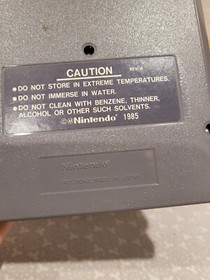 CAUTION
● DO NOT STORE IN EXTREME TEMPERATURES.
● DO NOT IMMERSE IN WATER.
● DO NOT CLEAN WITH BENZENE, THINNER,
ALCOHOL OR OTHER SUCH SOLVENTS.
©Nintendo® 1985